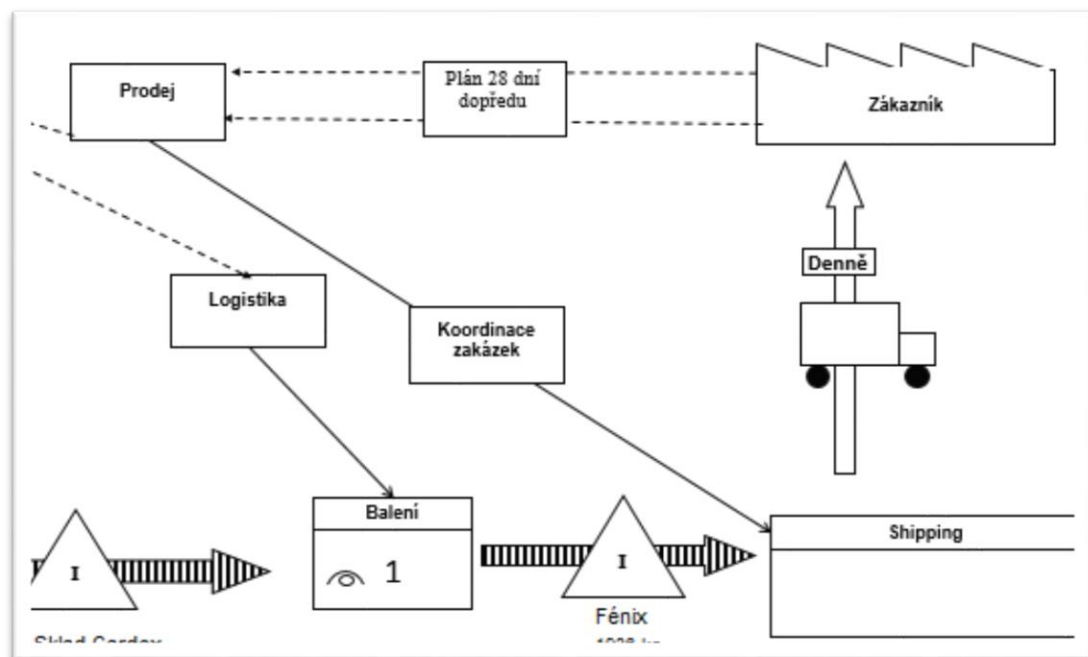 Prodej
Plán 28 dní
dopředu
Zákazník
Denně
Logistika
Koordinace
zakázek
Balení
Shipping
I
1
I
Fénix